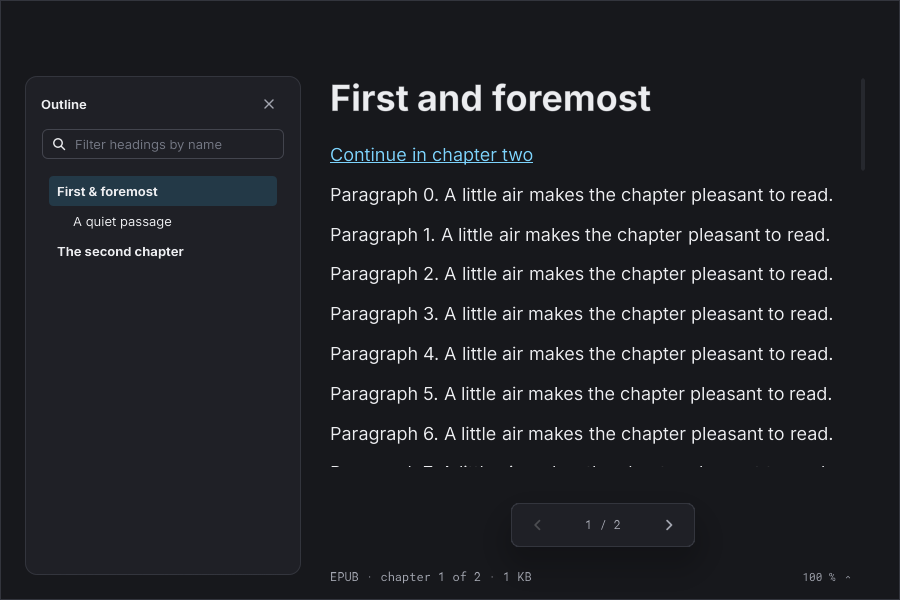 Outline
Filter headings by name
First & foremost
A quiet passage
The second chapter
First and foremost
Continue in chapter two
Paragraph 0. A little air makes the chapter pleasant to read.
Paragraph 1. A little air makes the chapter pleasant to read.
Paragraph 2. A little air makes the chapter pleasant to read.
Paragraph 3. A little air makes the chapter pleasant to read.
Paragraph 4. A little air makes the chapter pleasant to read.
Paragraph 5. A little air makes the chapter pleasant to read.
Paragraph 6. A little air makes the chapter pleasant to read.
1 / 2
EPUB · chapter 1 of 2 · 1 KB
100 %